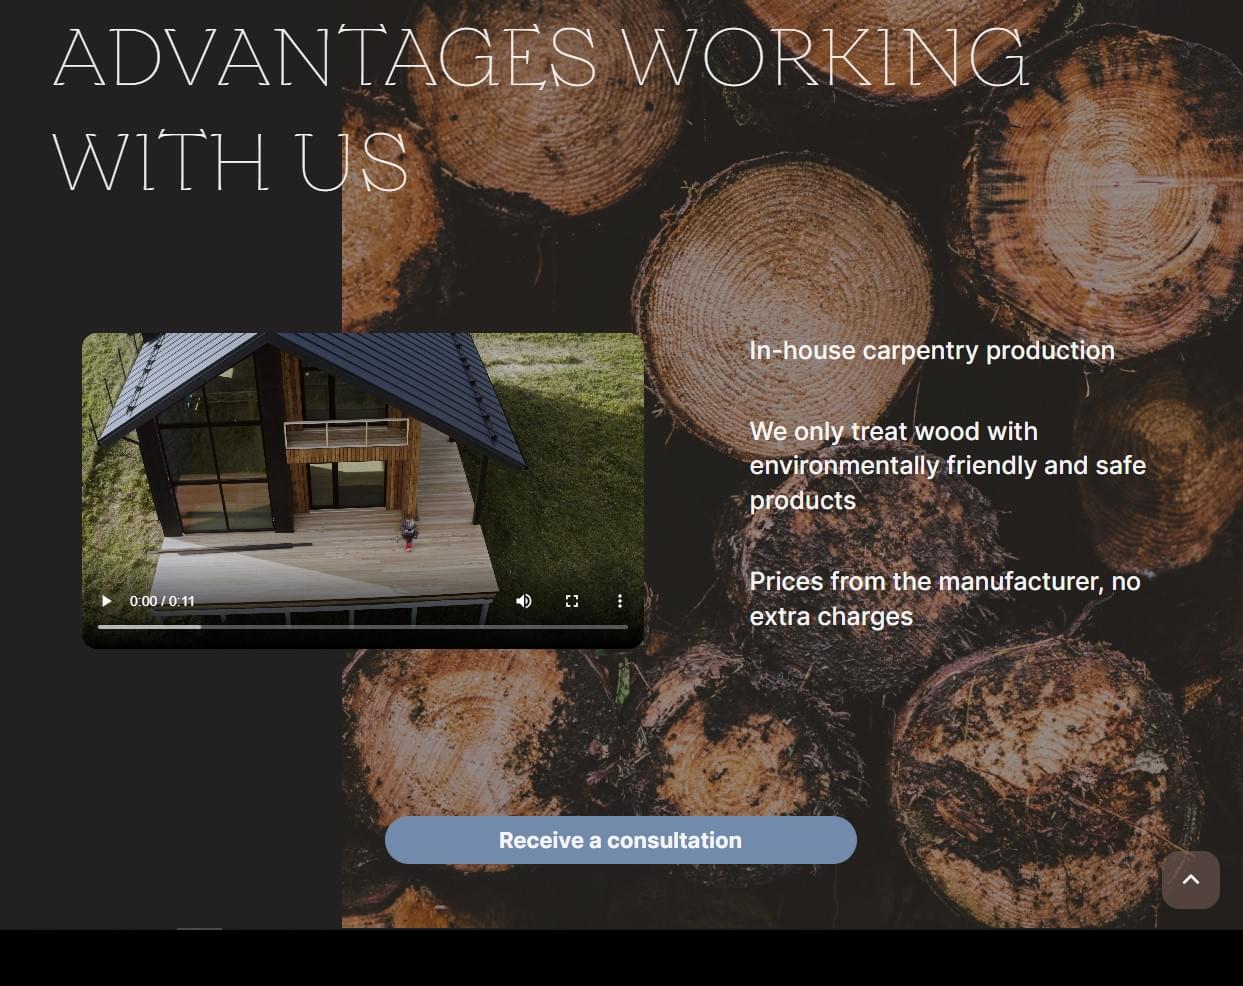 ADVANTAGES WORKING
WITH US
In-house carpentry production
We only treat wood with
environmentally friendly and safe
products
Prices from the manufacturer, no
extra charges
0:00 / 0:11
Receive a consultation